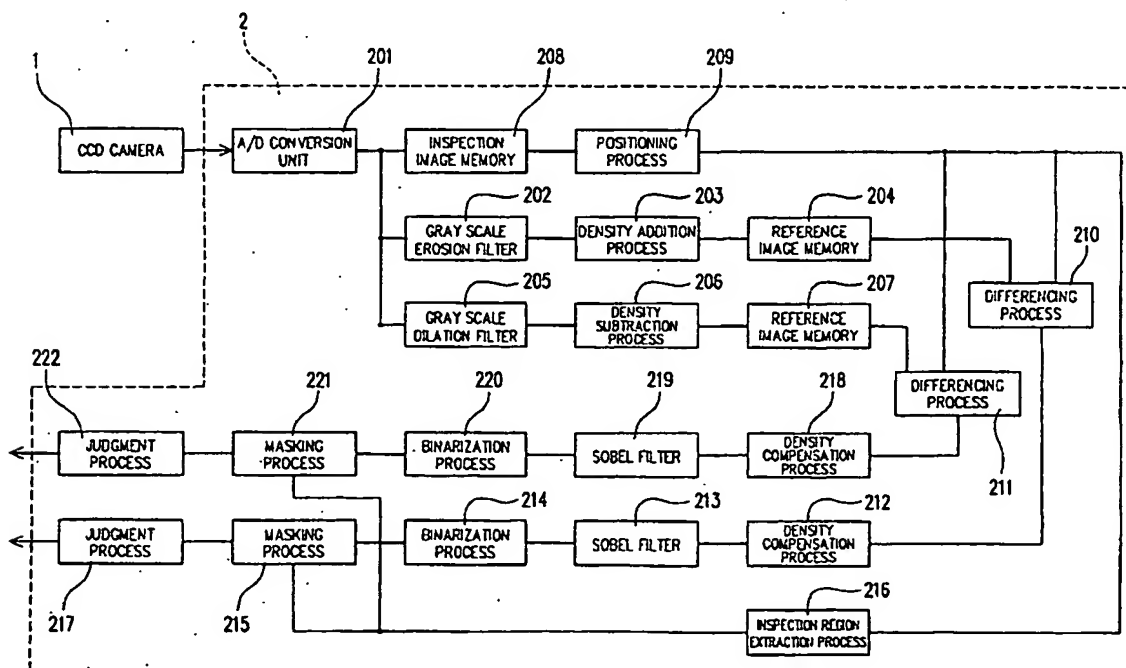 2
1
201
208
209
CCD CAMERA
A/D CONVERSION
UNIT
INSPECTION
IMAGE MEMORY
POSITIONING
PROCESS
202
203
204
GRAY SCALE
EROSION FILTER
DENSITY ADDITION
PROCESS
REFERENCE
IMAGE MEMORY
210
205
206
207
DIFFERENCING
PROCESS
GRAY SCALE
DILATION FILTER
DENSITY
SUBTRACTION
PROCESS
REFERENCE
IMAGE MEMORY
222
221
220
219
218
DIFFERENCING
PROCESS
211
JUDGMENT
PROCESS
MASKING
PROCESS
BINARIZATION
PROCESS
SOBEL FILTER
DENSITY
COMPENSATION
PROCESS
214
213
212
JUDGMENT
PROCESS
MASKING
PROCESS
BINARIZATION
PROCESS
SOBEL FILTER
DENSITY
COMPENSATION
PROCESS
217
215
216
INSPECTION REGION
EXTRACTION PROCESS